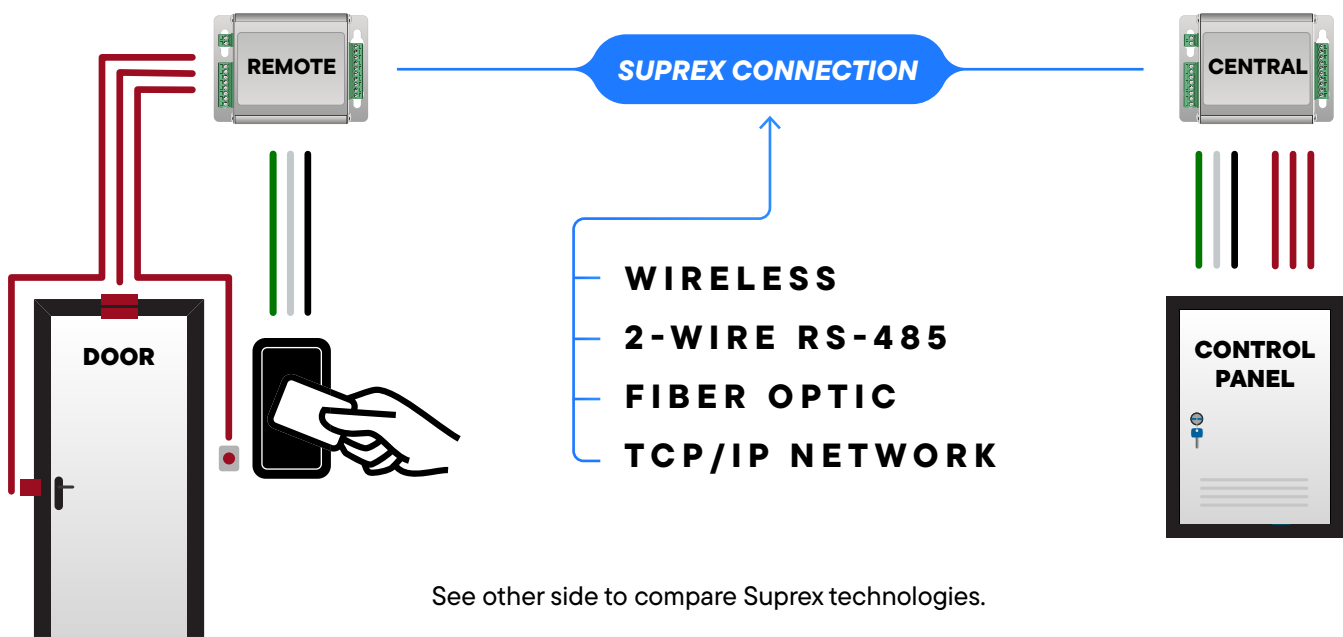 REMOTE
SUPREX CONNECTION
CENTRAL
WIRELESS
2-WIRE RS-485
FIBER OPTIC
TCP/IP NETWORK
DOOR
CONTROL
PANEL
See other side to compare Suprex technologies.